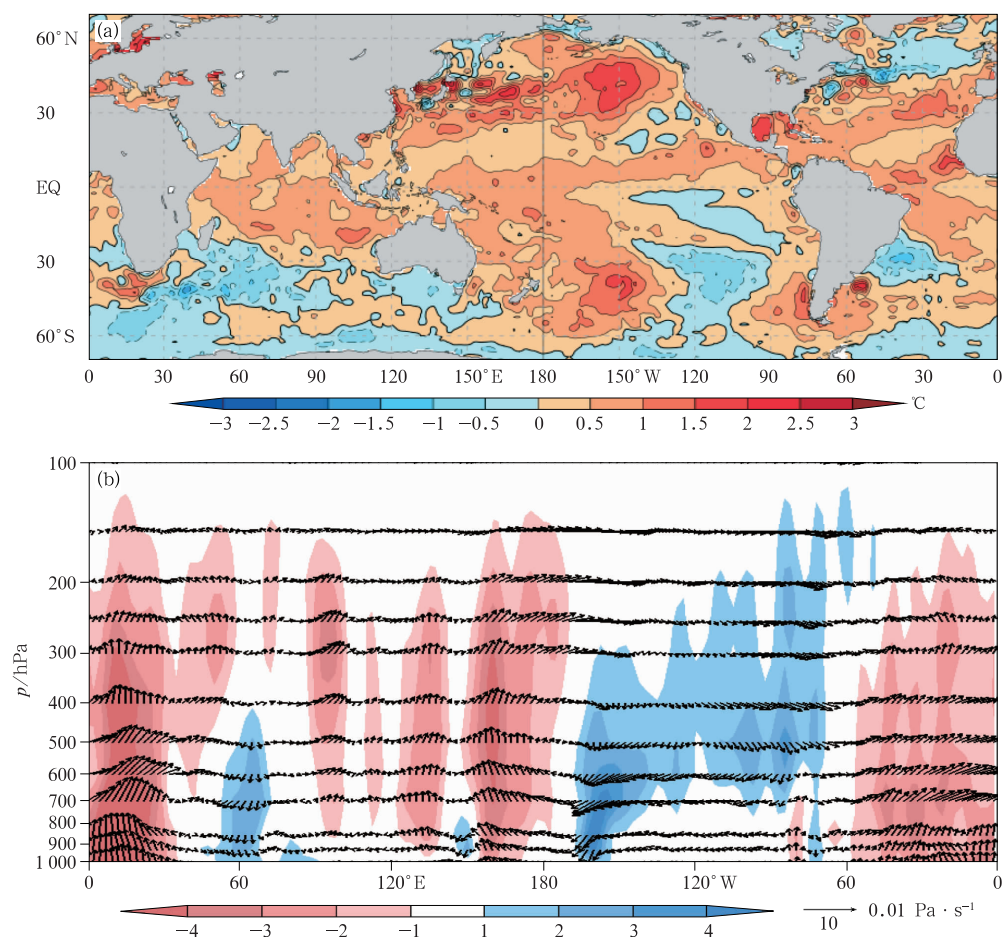 (a)
60°N
30
EQ
30
60°S
0 30 60 90 120 150°E 180 150°W 120 90 60 30 0
−3 −2.5 −2 −1.5 −1 −0.5 0 0.5 1 1.5 2 2.5 3 ℃
(b)
100
200
300
400
500
600
700
800
900
1 000
p/hPa
0 60 120°E 180 120°W 60 0
−4 −3 −2 −1 1 2 3 4
10 0.01 Pa · s⁻¹